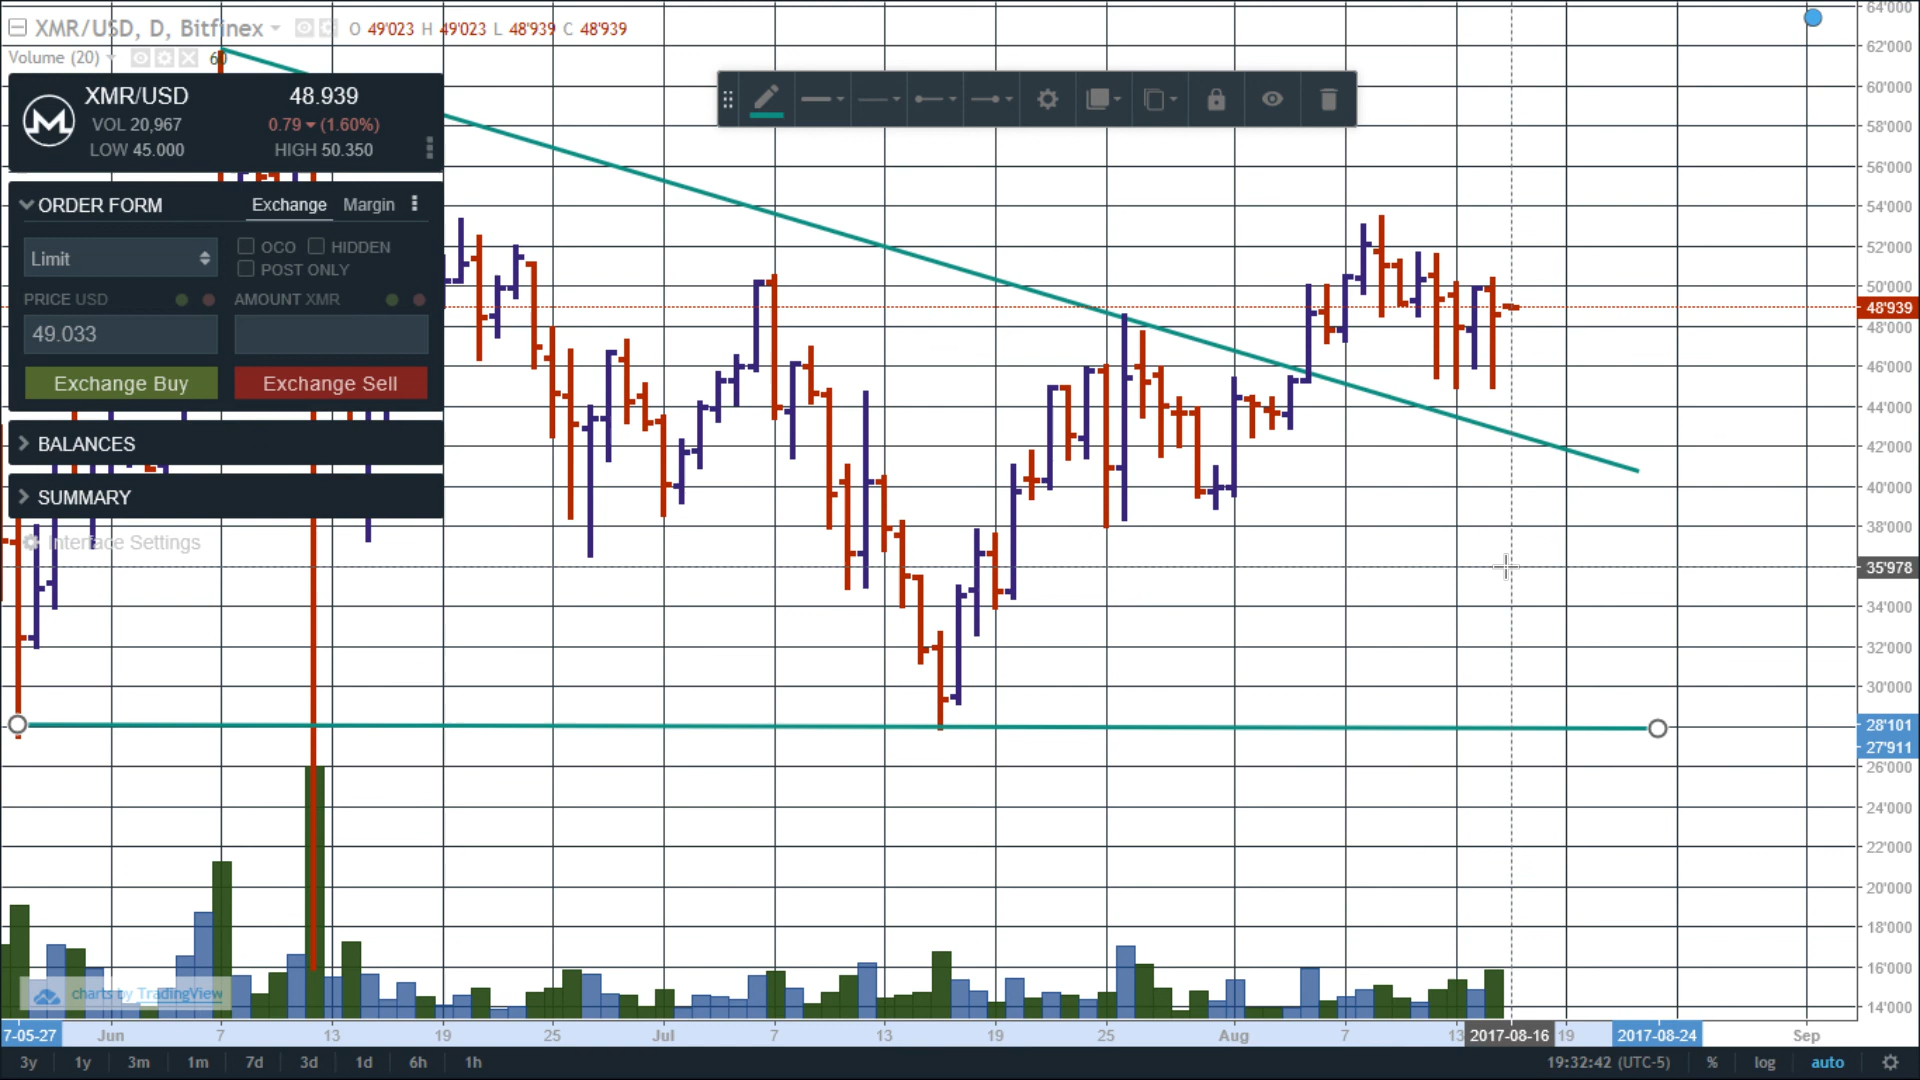 XMR/USD, D, Bitfinex O 49'023 H 49'023 L 48'939 C 48'939
Volume (20) 60
XMR/USD 48.939
VOL 20,967 0.79 (1.60%)
LOW 45.000 HIGH 50.350
ORDER FORM Exchange Margin
Limit OCO HIDDEN
POST ONLY
PRICE USD AMOUNT XMR
49.033
Exchange Buy Exchange Sell
BALANCES
SUMMARY
Interface Settings
64'000
62'000
60'000
58'000
56'000
54'000
52'000
50'000
48'939
48'000
46'000
44'000
42'000
40'000
38'000
35'978
34'000
32'000
30'000
28'101
27'911
26'000
24'000
22'000
20'000
18'000
16'000
14'000
charts by TradingView
7-05-27 Jun 7 13 19 25 Jul 7 13 19 25 Aug 7 13 2017-08-16 19 2017-08-24 Sep
3y 1y 3m 1m 7d 3d 1d 6h 1h 19:32:42 (UTC-5) % log auto